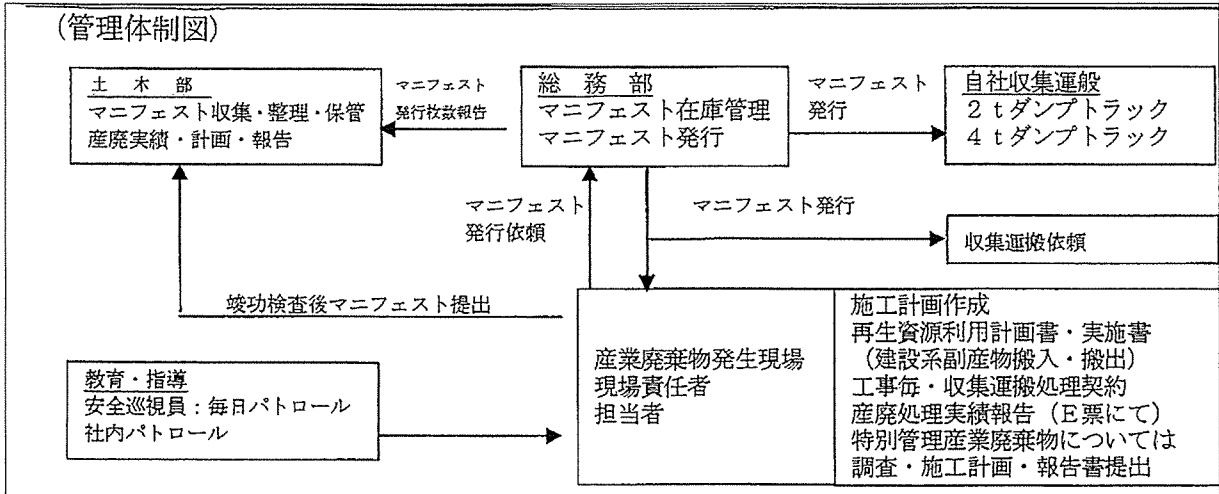 (管理体制図)
土 木 部
マニフェスト収集・整理・保管
産廃実績・計画・報告
マニフェスト
発行枚数報告
総 務 部
マニフェスト在庫管理
マニフェスト発行
マニフェスト
発行
自社収集運般
2tダンプトラック
4tダンプトラック
マニフェスト
発行依頼
マニフェスト発行
収集運搬依頼
竣功検査後マニフェスト提出
産業廃棄物発生現場
現場責任者
担当者
施工計画作成
再生資源利用計画書・実施書
(建設系副産物搬入・搬出)
工事毎・収集運搬処理契約
産廃処理実績報告(E票にて)
特別管理産業廃棄物については
調査・施工計画・報告書提出
教育・指導
安全巡視員:毎日パトロール
社内パトロール